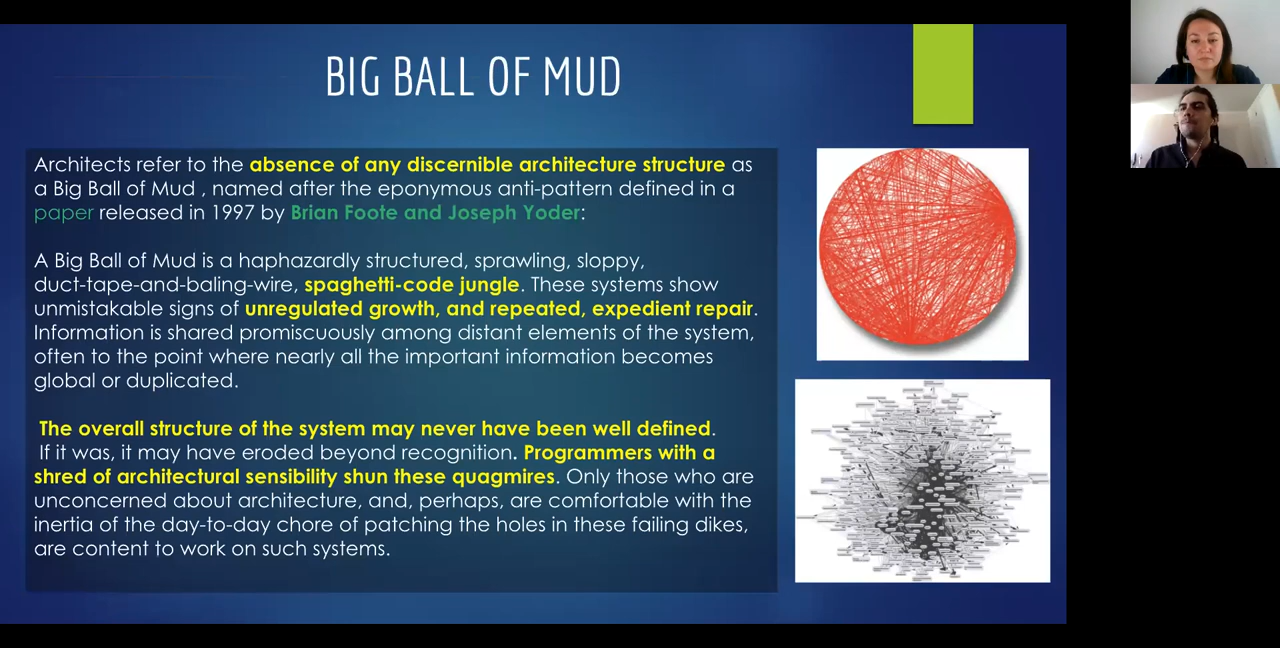 BIG BALL OF MUD
Architects refer to the absence of any discernible architecture structure as
a Big Ball of Mud , named after the eponymous anti-pattern defined in a
paper released in 1997 by Brian Foote and Joseph Yoder:
A Big Ball of Mud is a haphazardly structured, sprawling, sloppy,
duct-tape-and-baling-wire, spaghetti-code jungle. These systems show
unmistakable signs of unregulated growth, and repeated, expedient repair.
Information is shared promiscuously among distant elements of the system,
often to the point where nearly all the important information becomes
global or duplicated.
The overall structure of the system may never have been well defined.
If it was, it may have eroded beyond recognition. Programmers with a
shred of architectural sensibility shun these quagmires. Only those who are
unconcerned about architecture, and, perhaps, are comfortable with the
inertia of the day-to-day chore of patching the holes in these failing dikes,
are content to work on such systems.